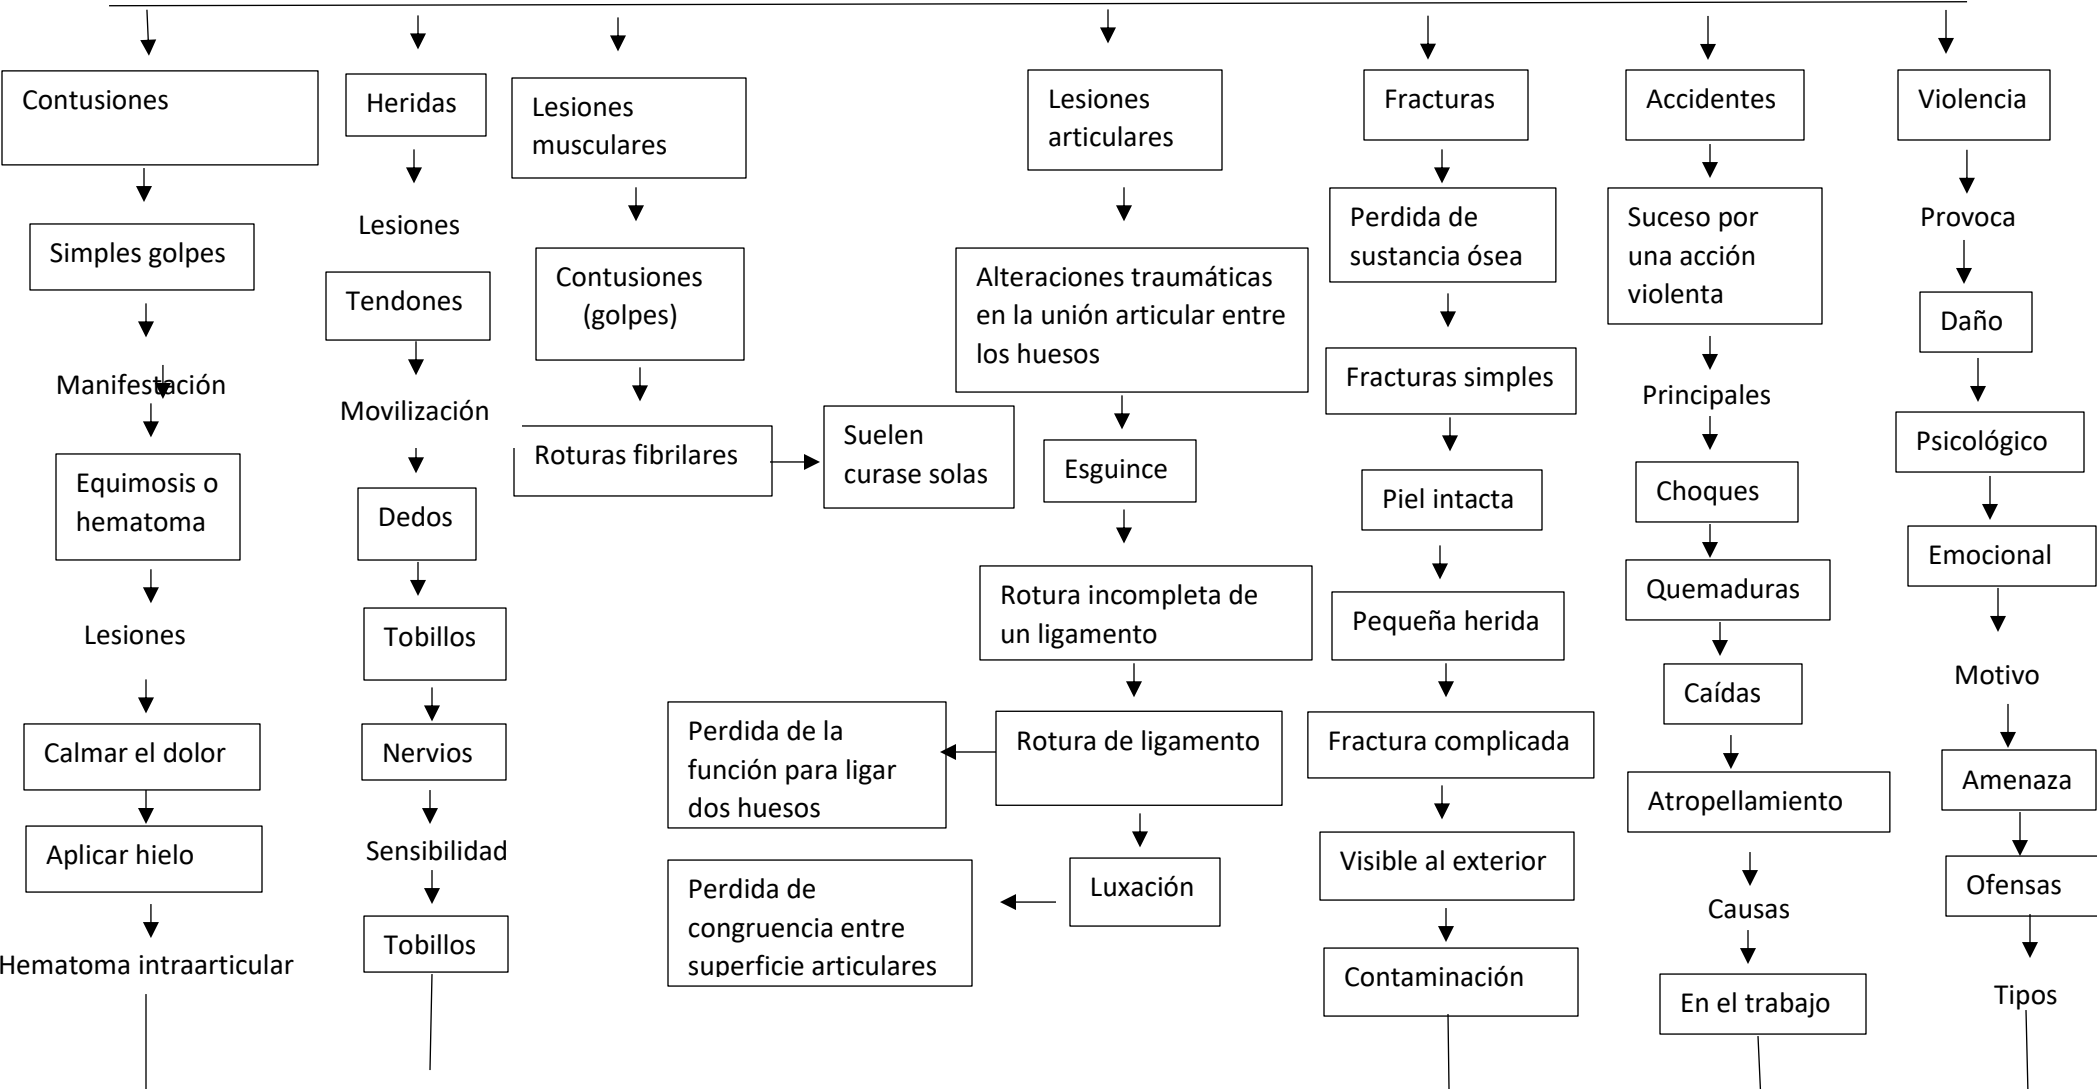 Contusiones
Simples golpes
Manifestación
Equimosis o
hematoma
Lesiones
Calmar el dolor
Aplicar hielo
Hematoma intraarticular
Heridas
Lesiones
Tendones
Movilización
Dedos
Tobillos
Nervios
Sensibilidad
Tobillos
Lesiones
musculares
Contusiones
(golpes)
Roturas fibrilares
Suelen
curase solas
Lesiones
articulares
Alteraciones traumáticas
en la unión articular entre
los huesos
Esguince
Rotura incompleta de
un ligamento
Rotura de ligamento
Perdida de la
función para ligar
dos huesos
Luxación
Perdida de
congruencia entre
superficie articulares
Fracturas
Perdida de
sustancia ósea
Fracturas simples
Piel intacta
Pequeña herida
Fractura complicada
Visible al exterior
Contaminación
Accidentes
Suceso por
una acción
violenta
Principales
Choques
Quemaduras
Caídas
Atropellamiento
Causas
En el trabajo
Violencia
Provoca
Daño
Psicológico
Emocional
Motivo
Amenaza
Ofensas
Tipos